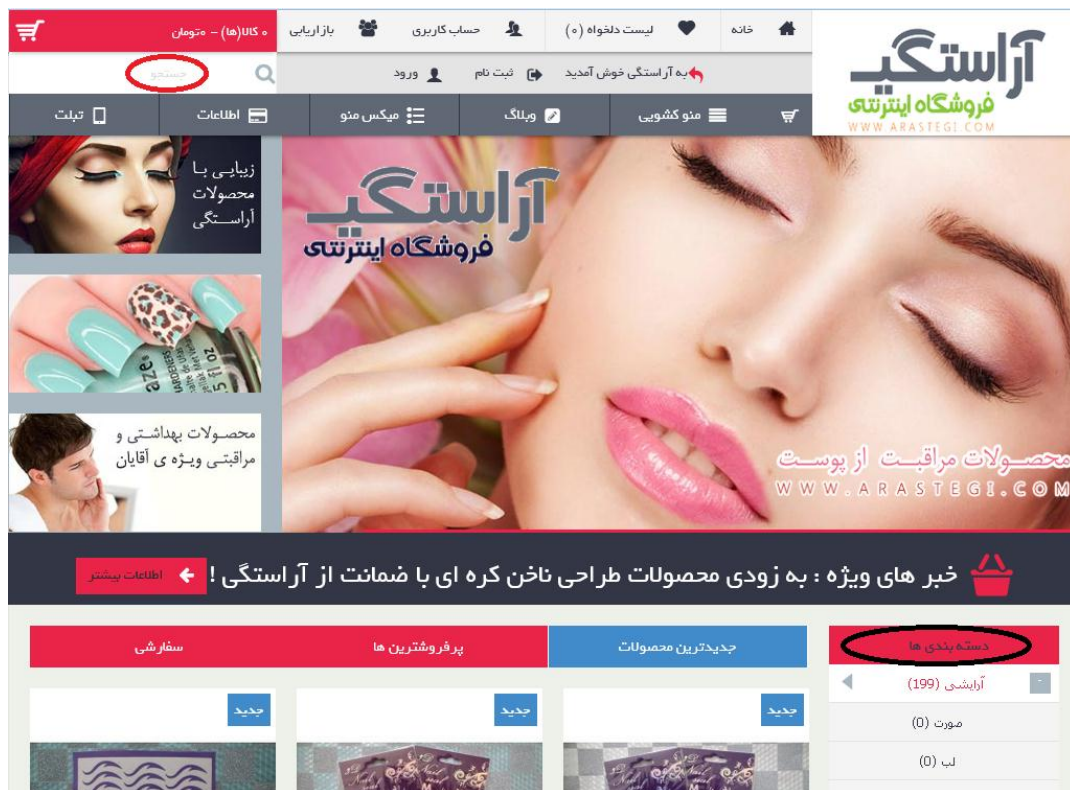 آراستگی
فروشگاه اینترنتی
WWW.ARASTEGI.COM
خانه
لیست دلخواه (0)
حساب کاربری
بازاریابی
0 کالا(ها) – 0تومان
به آراستگی خوش آمدید
ثبت نام
ورود
جستجو
منو کشویی
وبلاگ
میکس منو
اطلاعات
تبلت
آراستگی
فروشگاه اینترنتی
محصولات مراقبت از پوست
WWW.ARASTEGI.COM
زیبایی با
محصولات
آراستگی
محصولات بهداشتی و
مراقبتی ویژه ی آقایان
خبر های ویژه : به زودی محصولات طراحی ناخن کره ای با ضمانت از آراستگی !
اطلاعات بیشتر
دسته بندی ها
آرایشی (199)
صورت (0)
لب (0)
جدیدترین محصولات
پرفروشترین ها
سفارشی
جدید
جدید
جدید